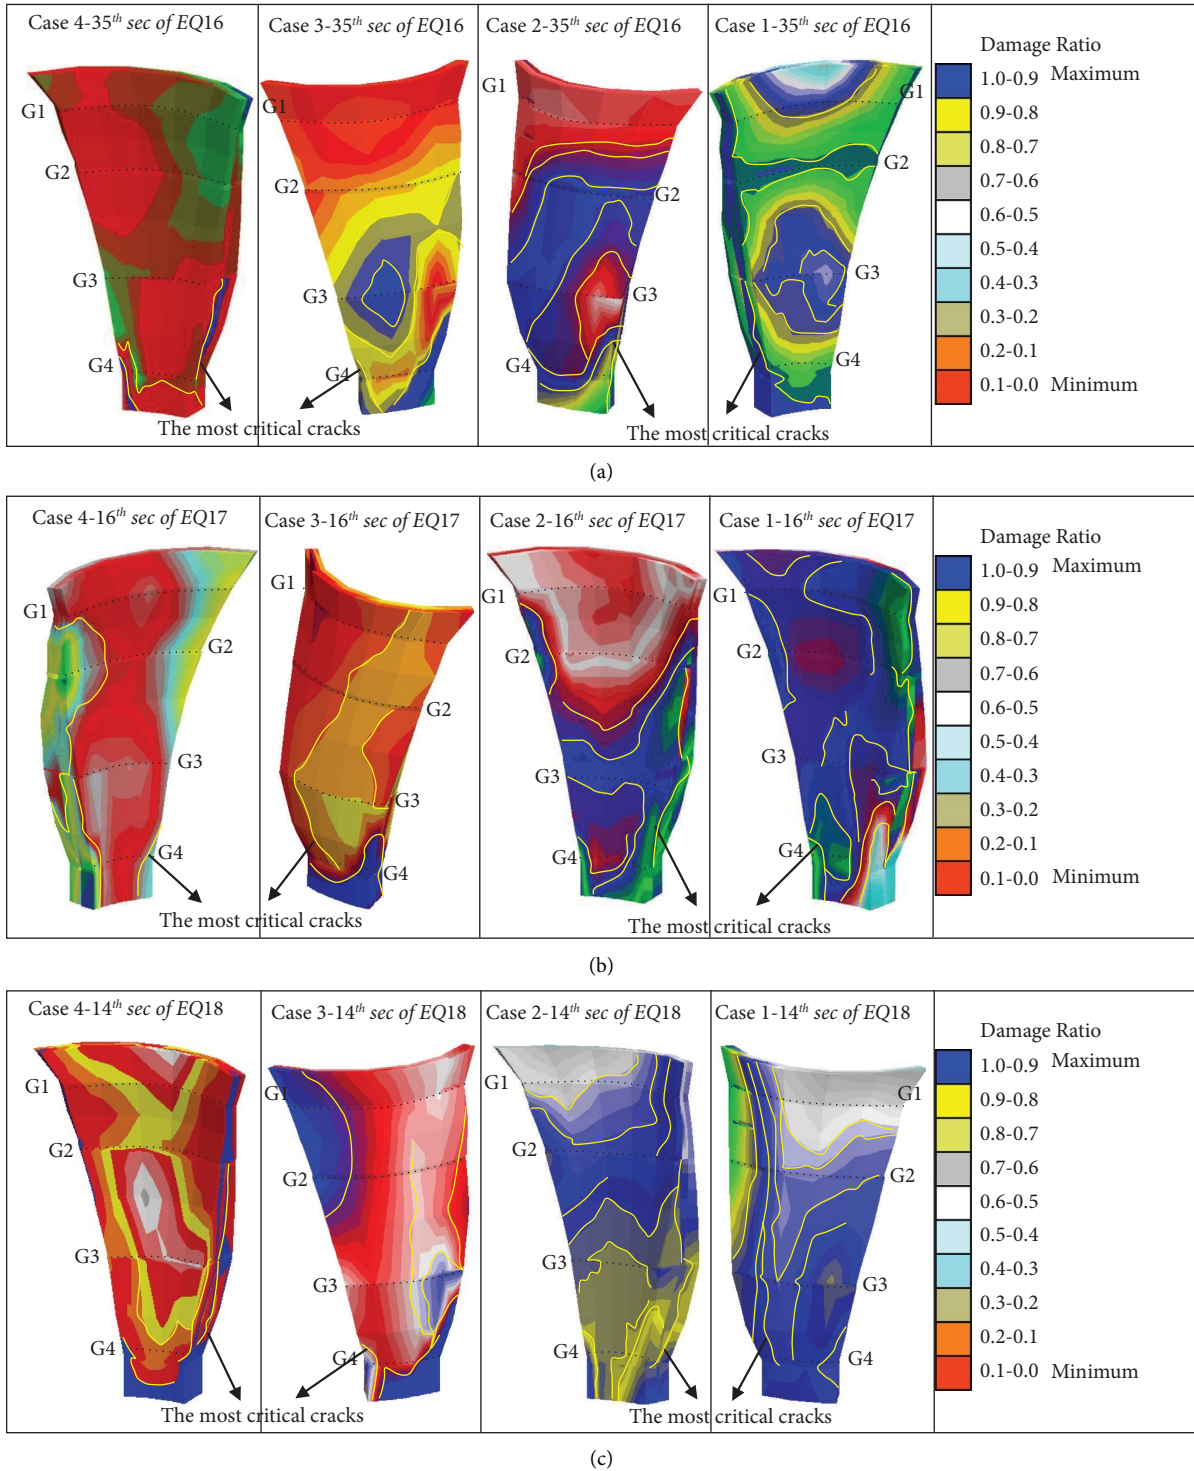 Case 4-35th sec of EQ16
Case 3-35th sec of EQ16
Case 2-35th sec of EQ16
Case 1-35th sec of EQ16
G1
G2
G3
G4
G1
G2
G3
G4
G1
G2
G3
G4
G1
G2
G3
G4
The most critical cracks
The most critical cracks
Damage Ratio
1.0-0.9 Maximum
0.9-0.8
0.8-0.7
0.7-0.6
0.6-0.5
0.5-0.4
0.4-0.3
0.3-0.2
0.2-0.1
0.1-0.0 Minimum
(a)
Case 4-16th sec of EQ17
Case 3-16th sec of EQ17
Case 2-16th sec of EQ17
Case 1-16th sec of EQ17
G1
G2
G3
G4
G1
G2
G3
G4
G1
G2
G3
G4
G1
G2
G3
G4
The most critical cracks
The most critical cracks
Damage Ratio
1.0-0.9 Maximum
0.9-0.8
0.8-0.7
0.7-0.6
0.6-0.5
0.5-0.4
0.4-0.3
0.3-0.2
0.2-0.1
0.1-0.0 Minimum
(b)
Case 4-14th sec of EQ18
Case 3-14th sec of EQ18
Case 2-14th sec of EQ18
Case 1-14th sec of EQ18
G1
G2
G3
G4
G1
G2
G3
G4
G1
G2
G3
G4
G1
G2
G3
G4
The most critical cracks
The most critical cracks
Damage Ratio
1.0-0.9 Maximum
0.9-0.8
0.8-0.7
0.7-0.6
0.6-0.5
0.5-0.4
0.4-0.3
0.3-0.2
0.2-0.1
0.1-0.0 Minimum
(c)